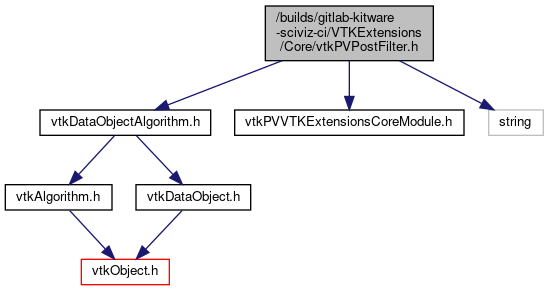 /builds/gitlab-kitware
-sciviz-ci/VTKExtensions
/Core/vtkPVPostFilter.h
vtkDataObjectAlgorithm.h
vtkPVVTKExtensionsCoreModule.h
string
vtkAlgorithm.h
vtkDataObject.h
vtkObject.h